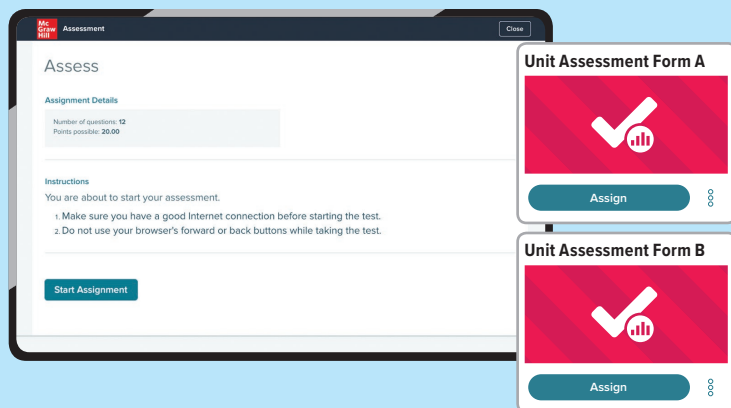 Mc
Graw
Hill
Assessment
Close
Assess
Assignment Details
Number of questions: 12
Points possible: 20.00
Instructions
You are about to start your assessment.
1. Make sure you have a good Internet connection before starting the test.
2. Do not use your browser's forward or back buttons while taking the test.
Start Assignment
Unit Assessment Form A
Assign
Unit Assessment Form B
Assign